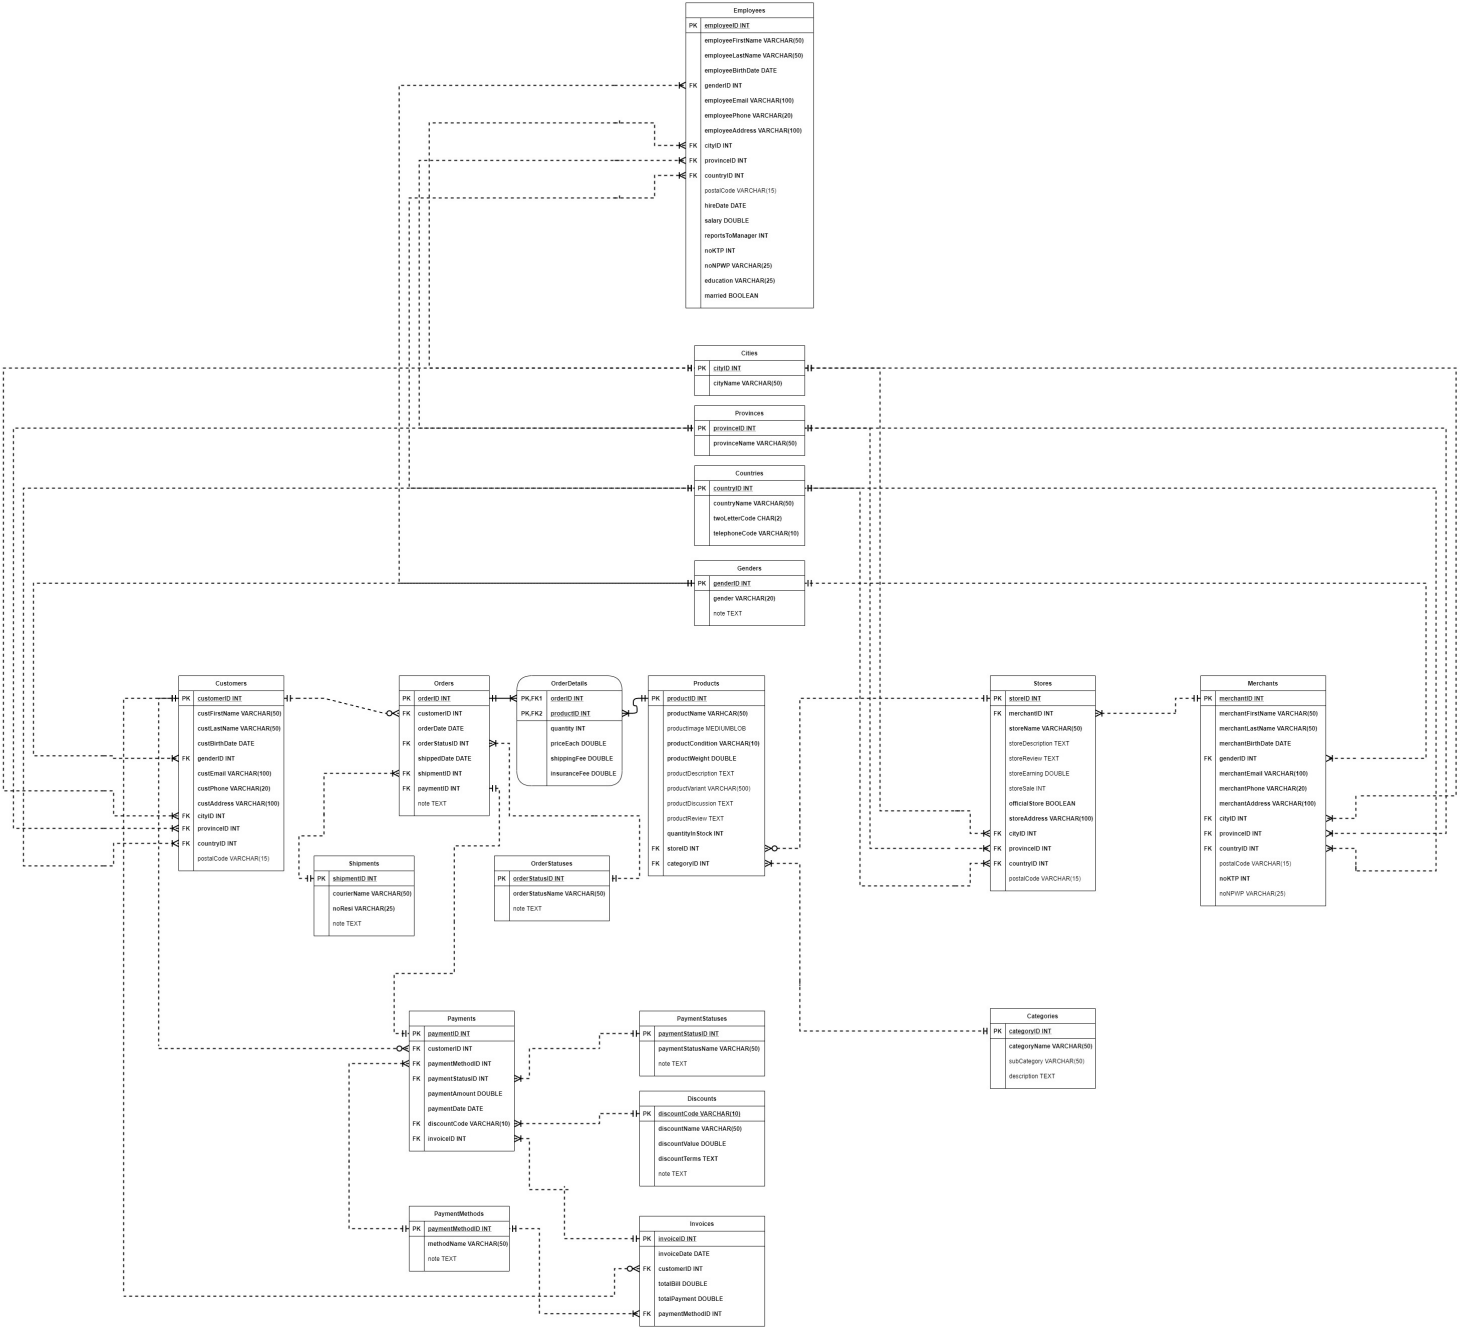 Employees
PK employeeID INT
employeeFirstName VARCHAR(50)
employeeLastName VARCHAR(50)
employeeBirthDate DATE
FK genderID INT
employeeEmail VARCHAR(100)
employeePhone VARCHAR(20)
employeeAddress VARCHAR(100)
FK cityID INT
FK provinceID INT
FK countryID INT
postalCode VARCHAR(15)
hireDate DATE
salary DOUBLE
reportsToManager INT
noKTP INT
noNPWP VARCHAR(25)
education VARCHAR(25)
married BOOLEAN
Cities
PK cityID INT
cityName VARCHAR(50)
Provinces
PK provinceID INT
provinceName VARCHAR(50)
Countries
PK countryID INT
countryName VARCHAR(50)
twoLetterCode CHAR(2)
telephoneCode VARCHAR(10)
Genders
PK genderID INT
gender VARCHAR(20)
note TEXT
Customers
PK customerID INT
custFirstName VARCHAR(50)
custLastName VARCHAR(50)
custBirthDate DATE
FK genderID INT
custEmail VARCHAR(100)
custPhone VARCHAR(20)
custAddress VARCHAR(100)
FK cityID INT
FK provinceID INT
FK countryID INT
postalCode VARCHAR(15)
Orders
PK orderID INT
FK customerID INT
orderDate DATE
FK orderStatusID INT
shippedDate DATE
FK shipmentID INT
FK paymentID INT
note TEXT
OrderDetails
PK,FK1 orderID INT
PK,FK2 productID INT
quantity INT
priceEach DOUBLE
shippingFee DOUBLE
insuranceFee DOUBLE
Products
PK productID INT
productName VARHCAR(50)
productImage MEDIUMBLOB
productCondition VARCHAR(10)
productWeight DOUBLE
productDescription TEXT
productVariant VARCHAR(500)
productDiscussion TEXT
productReview TEXT
quantityInStock INT
FK storeID INT
FK categoryID INT
Stores
PK storeID INT
FK merchantID INT
storeName VARCHAR(50)
storeDescription TEXT
storeReview TEXT
storeEarning DOUBLE
storeSale INT
officialStore BOOLEAN
storeAddress VARCHAR(100)
FK cityID INT
FK provinceID INT
FK countryID INT
postalCode VARCHAR(15)
Merchants
PK merchantID INT
merchantFirstName VARCHAR(50)
merchantLastName VARCHAR(50)
merchantBirthDate DATE
FK genderID INT
merchantEmail VARCHAR(100)
merchantPhone VARCHAR(20)
merchantAddress VARCHAR(100)
FK cityID INT
FK provinceID INT
FK countryID INT
postalCode VARCHAR(15)
noKTP INT
noNPWP VARCHAR(25)
Shipments
PK shipmentID INT
courierName VARCHAR(50)
noResi VARCHAR(25)
note TEXT
OrderStatuses
PK orderStatusID INT
orderStatusName VARCHAR(50)
note TEXT
Payments
PK paymentID INT
FK customerID INT
FK paymentMethodID INT
FK paymentStatusID INT
paymentAmount DOUBLE
paymentDate DATE
FK discountCode VARCHAR(10)
FK invoiceID INT
PaymentStatuses
PK paymentStatusID INT
paymentStatusName VARCHAR(50)
note TEXT
Categories
PK categoryID INT
categoryName VARCHAR(50)
subCategory VARCHAR(50)
description TEXT
Discounts
PK discountCode VARCHAR(10)
discountName VARCHAR(50)
discountValue DOUBLE
discountTerms TEXT
note TEXT
PaymentMethods
PK paymentMethodID INT
methodName VARCHAR(50)
note TEXT
Invoices
PK invoiceID INT
invoiceDate DATE
FK customerID INT
totalBill DOUBLE
totalPayment DOUBLE
FK paymentMethodID INT